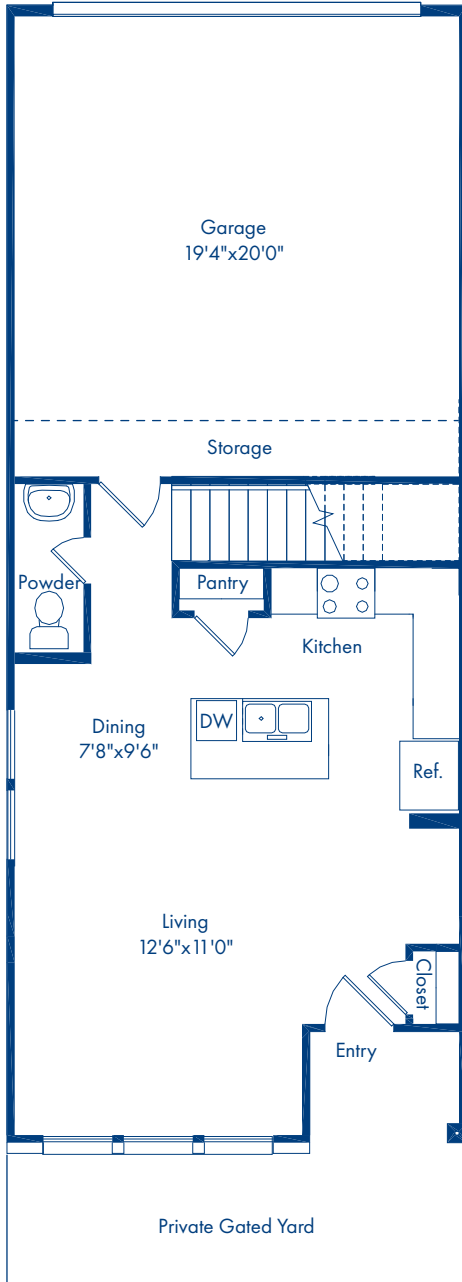 Garage
19'4"x20'0"
Storage
Powder
Pantry
Kitchen
Dining
7'8"x9'6"
DW
Ref.
Living
12'6"x11'0"
Closet
Entry
Private Gated Yard